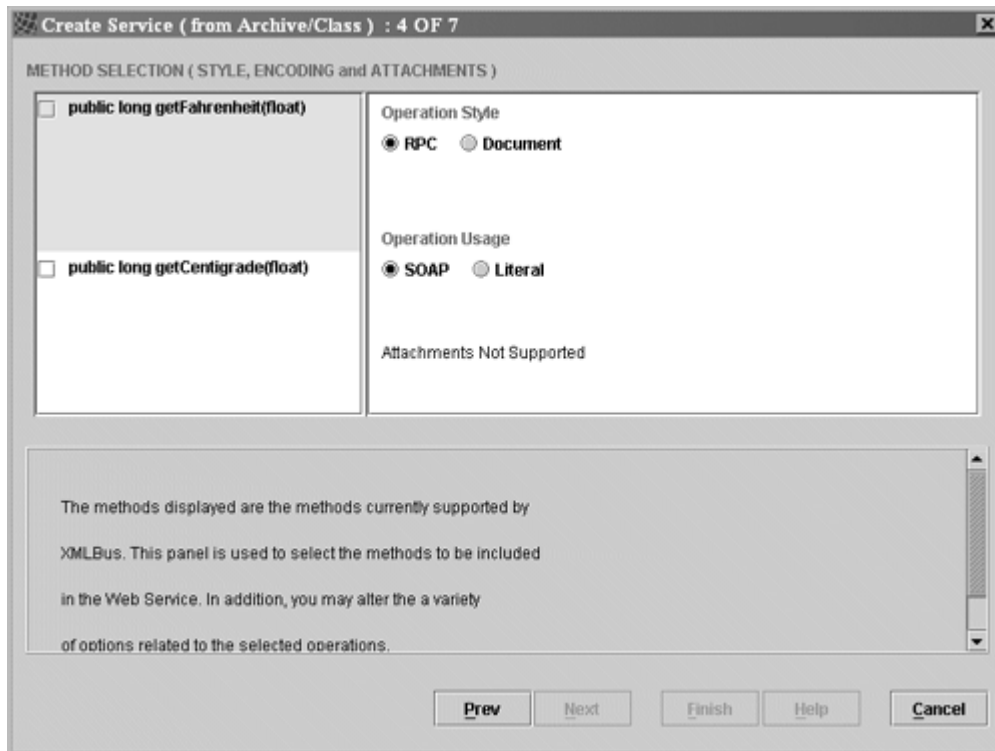 Create Service ( from Archive/Class ) : 4 OF 7
METHOD SELECTION ( STYLE, ENCODING and ATTACHMENTS )
public long getFahrenheit(float)
public long getCentigrade(float)
Operation Style
RPC Document
Operation Usage
SOAP Literal
Attachments Not Supported
The methods displayed are the methods currently supported by
XMLBus. This panel is used to select the methods to be included
in the Web Service. In addition, you may alter the a variety
of options related to the selected operations.
Prev Next Finish Help Cancel